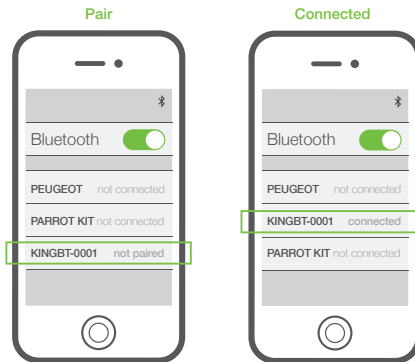 Pair
Bluetooth
PEUGEOT not connected
PARROT KIT not connected
KINGBT-0001 not paired
Connected
Bluetooth
PEUGEOT not connected
KINGBT-0001 connected
PARROT KIT not connected